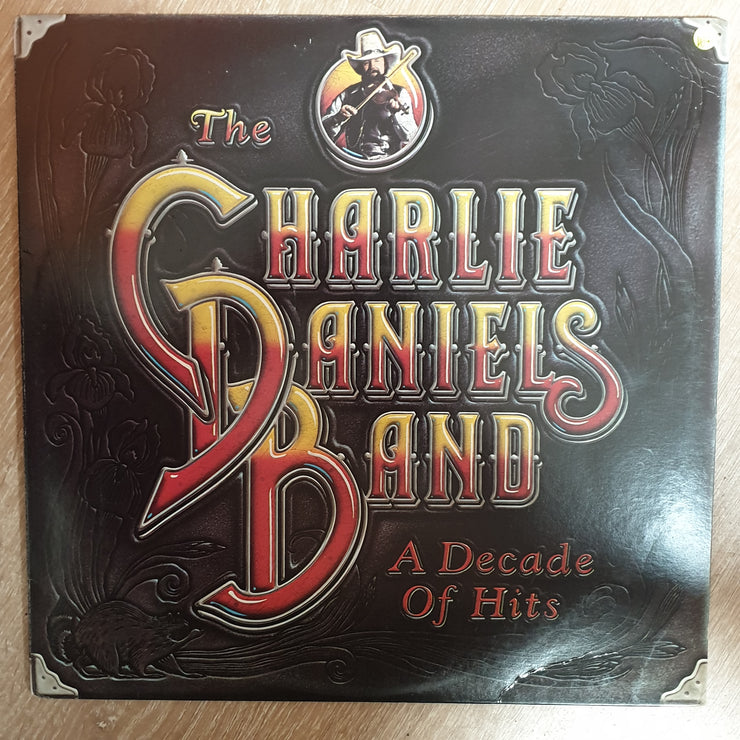 The
CHARLIE
DANIELS
BAND
A Decade
Of Hits